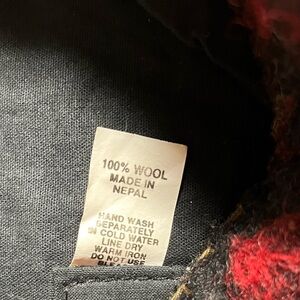 100% WOOL
MADE IN
NEPAL
HAND WASH
SEPARATELY
IN COLD WATER
LINE DRY
WARM IRON
DO NOT USE